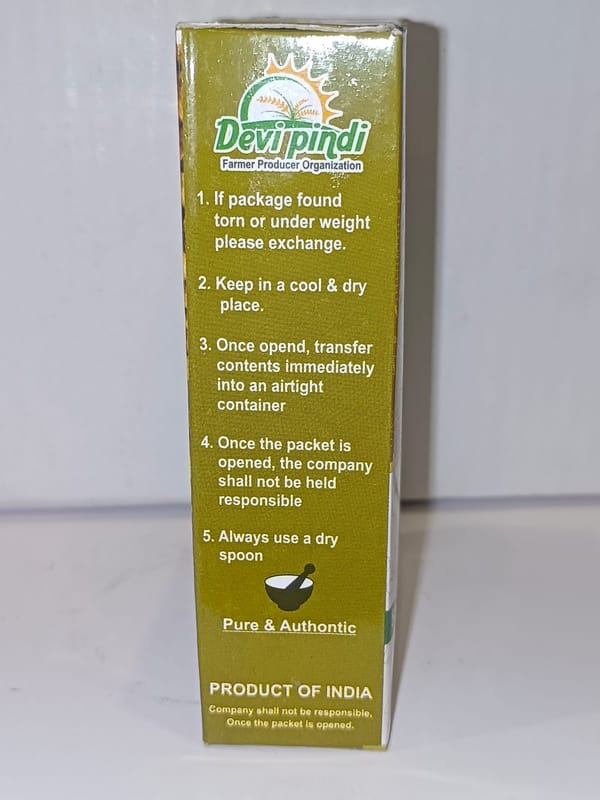 Devi pindi
Farmer Producer Organization
1. If package found
torn or under weight
please exchange.
2. Keep in a cool & dry
place.
3. Once opend, transfer
contents immediately
into an airtight
container
4. Once the packet is
opened, the company
shall not be held
responsible
5. Always use a dry
spoon
Pure & Authontic
PRODUCT OF INDIA
Company shall not be responsible,
Once the packet is opened.